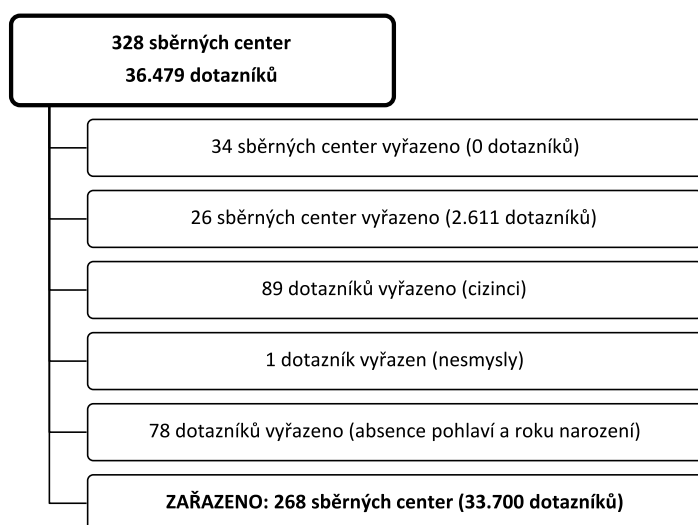 328 sběrných center
36.479 dotazníků
34 sběrných center vyřazeno (0 dotazníků)
26 sběrných center vyřazeno (2.611 dotazníků)
89 dotazníků vyřazeno (cizinci)
1 dotazník vyřazen (nesmysly)
78 dotazníků vyřazeno (absence pohlaví a roku narození)
ZAŘAZENO: 268 sběrných center (33.700 dotazníků)